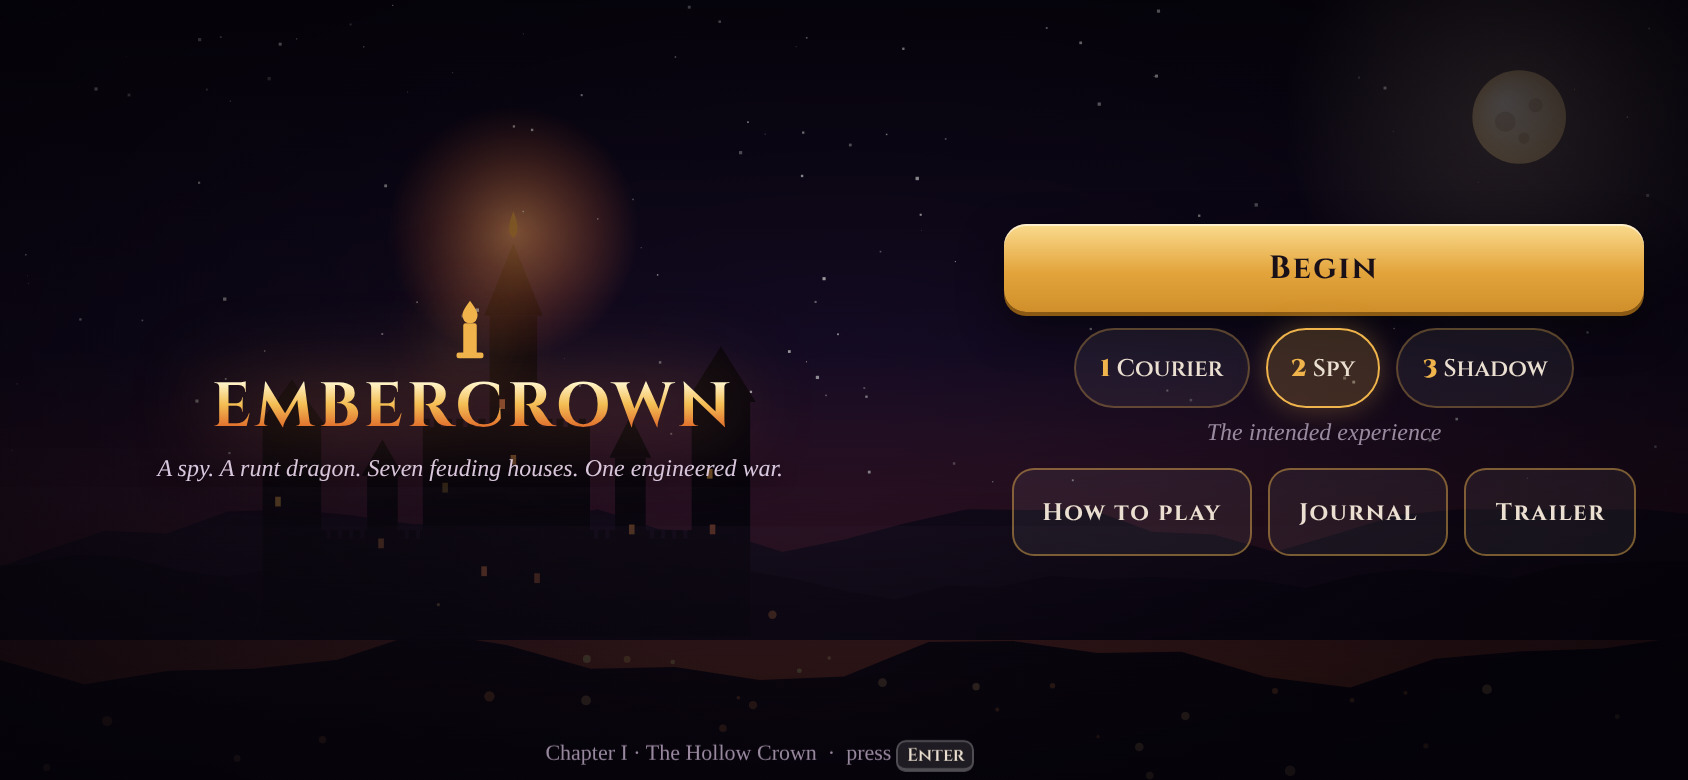 EMBERCROWN
A spy. A runt dragon. Seven feuding houses. One engineered war.
Begin
1 Courier
2 Spy
3 Shadow
The intended experience
How to play
Journal
Trailer
Chapter I · The Hollow Crown · press Enter